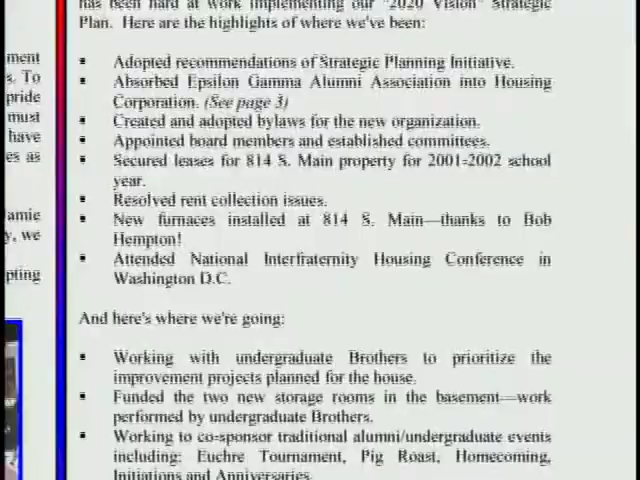 ment
s. To
pride
must
have
es as
amie
y, we
pting
has been hard at work implementing our "2020 Vision" Strategic
Plan. Here are the highlights of where we've been:
▪ Adopted recommendations of Strategic Planning Initiative.
▪ Absorbed Epsilon Gamma Alumni Association into Housing
Corporation. (See page 3)
▪ Created and adopted bylaws for the new organization.
▪ Appointed board members and established committees.
▪ Secured leases for 814 S. Main property for 2001-2002 school
year.
▪ Resolved rent collection issues.
▪ New furnaces installed at 814 S. Main—thanks to Bob
Hempton!
▪ Attended National Interfraternity Housing Conference in
Washington D.C.
And here's where we're going:
▪ Working with undergraduate Brothers to prioritize the
improvement projects planned for the house.
▪ Funded the two new storage rooms in the basement—work
performed by undergraduate Brothers.
▪ Working to co-sponsor traditional alumni/undergraduate events
including: Euchre Tournament, Pig Roast, Homecoming,
Initiations and Anniversaries.